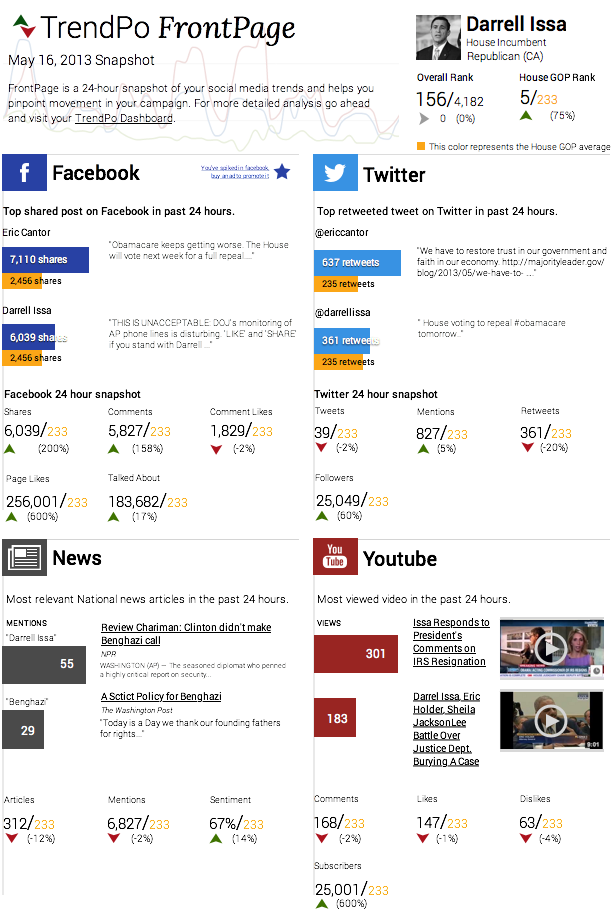 TrendPo FrontPage
May 16, 2013 Snapshot
FrontPage is a 24-hour snapshot of your social media trends and helps you
pinpoint movement in your campaign. For more detailed analysis go ahead
and visit your TrendPo Dashboard.
Darrell Issa
House Incumbent
Republican (CA)
Overall Rank
156/4,182
0 (0%)
House GOP Rank
5/233
(75%)
This color represents the House GOP average
f
Facebook
You've spiked in facebook,
buy an ad to promote it
Top shared post on Facebook in past 24 hours.
Eric Cantor
7,110 shares
2,456 shares
"Obamacare keeps getting worse. The House
will vote next week for a full repeal..."
Darrell Issa
6,039 shares
2,456 shares
"THIS IS UNACCEPTABLE: DOJ's monitoring of
AP phone lines is disturbing. 'LIKE' and 'SHARE'
if you stand with Darrell ..."
Facebook 24 hour snapshot
Shares
6,039/233
(200%)
Comments
5,827/233
(158%)
Comment Likes
1,829/233
(-2%)
Page Likes
256,001/233
(600%)
Talked About
183,682/233
(17%)
Twitter
Top retweeted tweet on Twitter in past 24 hours.
@ericcantor
637 retweets
235 retweets
"We have to restore trust in our government and
faith in our economy. http://majorityleader.gov/
blog/2013/05/we-have-to- ..."
@darrellissa
361 retweets
235 retweets
" House voting to repeal #obamacare
tomorrow.."
Twitter 24 hour snapshot
Tweets
39/233
(-2%)
Mentions
827/233
(5%)
Retweets
361/233
(-20%)
Followers
25,049/233
(60%)
News
Most relevant National news articles in the past 24 hours.
MENTIONS
"Darrell Issa"
55
Review Chariman: Clinton didn't make
Benghazi call
NPR
WASHINGTON (AP) — The seasoned diplomat who penned
a highly critical report on security...
"Benghazi"
29
A Sctict Policy for Benghazi
The Washington Post
"Today is a Day we thank our founding fathers
for rights..."
Articles
312/233
(-12%)
Mentions
6,827/233
(-2%)
Sentiment
67%/233
(14%)
You
Tube
Youtube
Most viewed video in the past 24 hours.
VIEWS
301
Issa Responds to
President's
Comments on
IRS Resignation
183
Darrel Issa, Eric
Holder, Sheila
JacksonLee
Battle Over
Justice Dept.
Burying A Case
9:01
Comments
168/233
(-2%)
Likes
147/233
(-1%)
Dislikes
63/233
(-4%)
Subscribers
25,001/233
(600%)